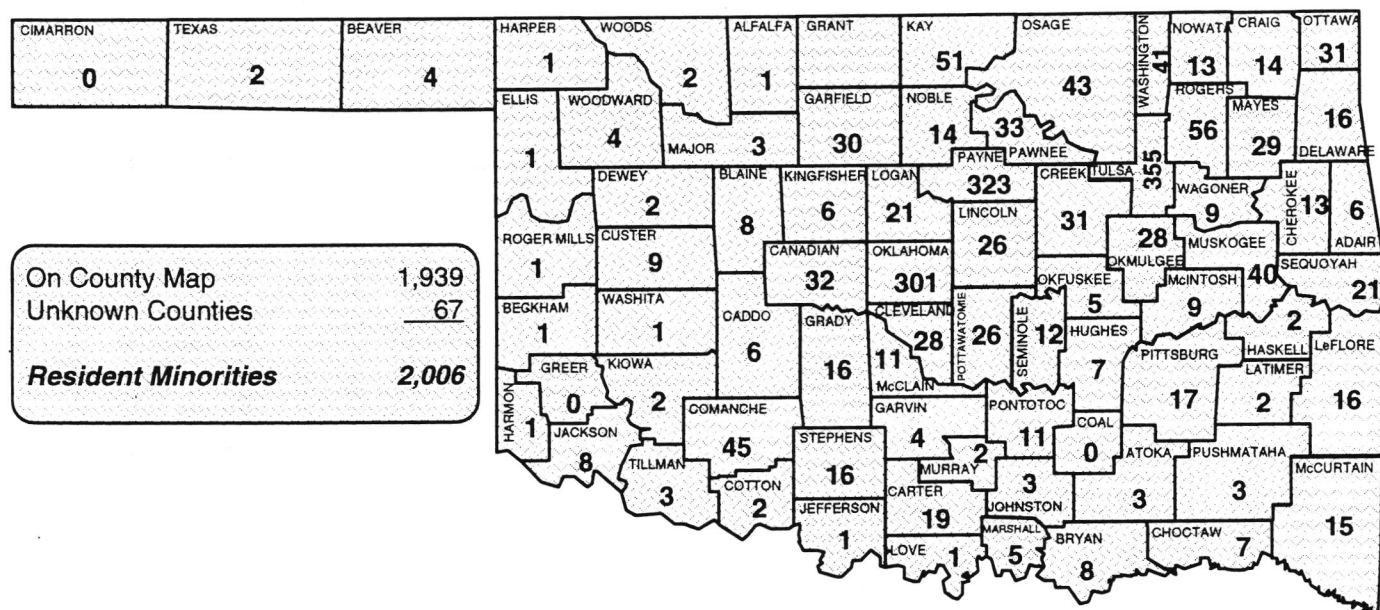 CIMARRON
0
TEXAS
2
BEAVER
4
HARPER
1
WOODS
2
ALFALFA
1
GRANT
KAY
51
OSAGE
43
WASHINGTON
41
NOWATA
13
CRAIG
14
OTTAWA
31
ELLIS
1
WOODWARD
4
MAJOR
3
GARFIELD
30
NOBLE
14
33
PAWNEE
ROGERS
56
MAYES
29
16
DELAWARE
DEWEY
2
BLAINE
8
KINGFISHER
6
LOGAN
21
PAYNE
323
CREEK
31
TULSA
355
WAGONER
9
CHEROKEE
13
6
ADAIR
ROGER MILLS
1
CUSTER
9
CANADIAN
32
OKLAHOMA
301
LINCOLN
26
28
OKMULGEE
MUSKOGEE
40
SEQUOYAH
21
On County Map 1,939
Unknown Counties 67
Resident Minorities 2,006
BECKHAM
1
WASHITA
1
CADDO
6
GRADY
16
CLEVELAND
28
11
McCLAIN
POTTAWATOMIE
26
SEMINOLE
12
OKFUSKEE
5
HUGHES
7
McINTOSH
9
2
HASKELL
LeFLORE
16
PITTSBURG
17
LATIMER
2
HARMON
1
GREER
0
KIOWA
2
JACKSON
8
COMANCHE
45
TILLMAN
3
COTTON
2
STEPHENS
16
GARVIN
4
2
MURRAY
PONTOTOC
11
COAL
0
ATOKA
3
PUSHMATAHA
3
McCURTAIN
15
JEFFERSON
1
CARTER
19
3
JOHNSTON
LOVE
1
MARSHALL
5
BRYAN
8
CHOCTAW
7